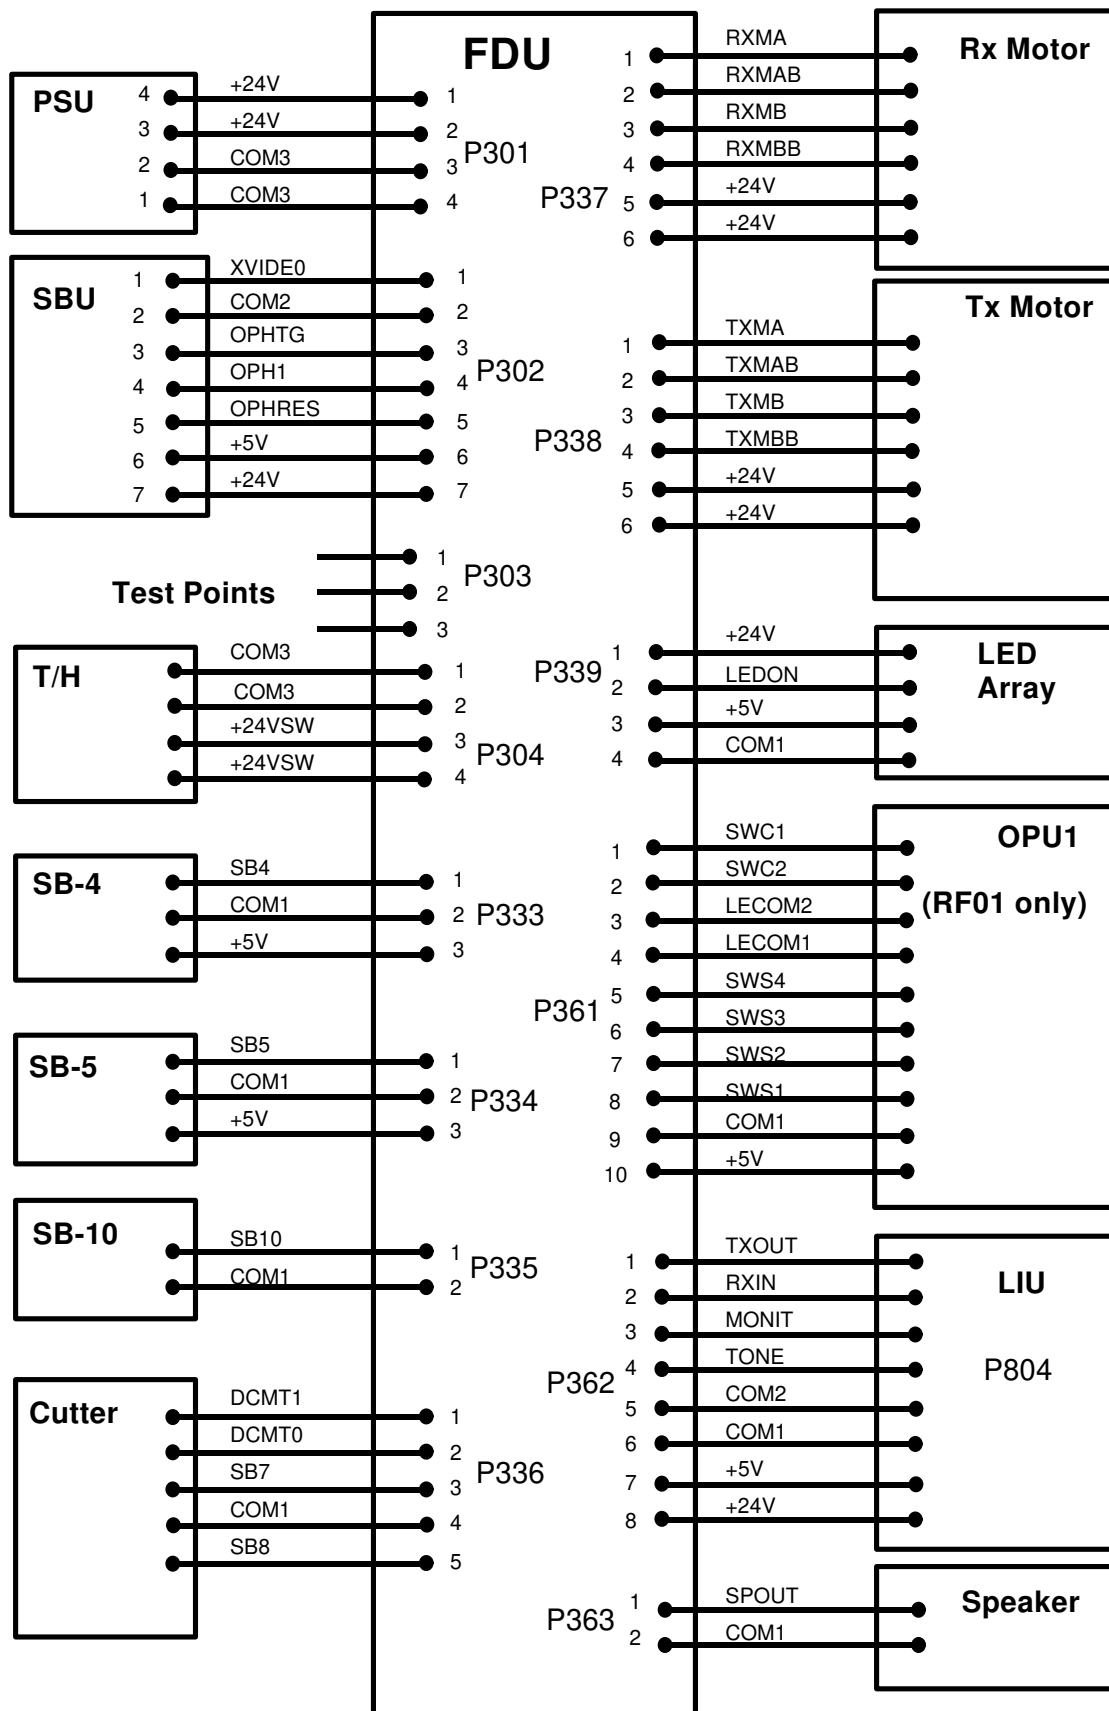 FDU
PSU
4 +24V 1
3 +24V 2
2 COM3 3
1 COM3 4
P301
SBU
1 XVIDE0 1
2 COM2 2
3 OPHTG 3
4 OPH1 4
5 OPHRES 5
6 +5V 6
7 +24V 7
P302
Test Points
1
2
3
P303
T/H
COM3 1
COM3 2
+24VSW 3
+24VSW 4
P304
SB-4
SB4 1
COM1 2
+5V 3
P333
SB-5
SB5 1
COM1 2
+5V 3
P334
SB-10
SB10 1
COM1 2
P335
Cutter
DCMT1 1
DCMT0 2
SB7 3
COM1 4
SB8 5
P336
Rx Motor
1 RXMA
2 RXMAB
3 RXMB
4 RXMBB
5 +24V
6 +24V
P337
Tx Motor
1 TXMA
2 TXMAB
3 TXMB
4 TXMBB
5 +24V
6 +24V
P338
LED
Array
1 +24V
2 LEDON
3 +5V
4 COM1
P339
OPU1
(RF01 only)
1 SWC1
2 SWC2
3 LECOM2
4 LECOM1
5 SWS4
6 SWS3
7 SWS2
8 SWS1
9 COM1
10 +5V
P361
LIU
P804
1 TXOUT
2 RXIN
3 MONIT
4 TONE
5 COM2
6 COM1
7 +5V
8 +24V
P362
Speaker
1 SPOUT
2 COM1
P363